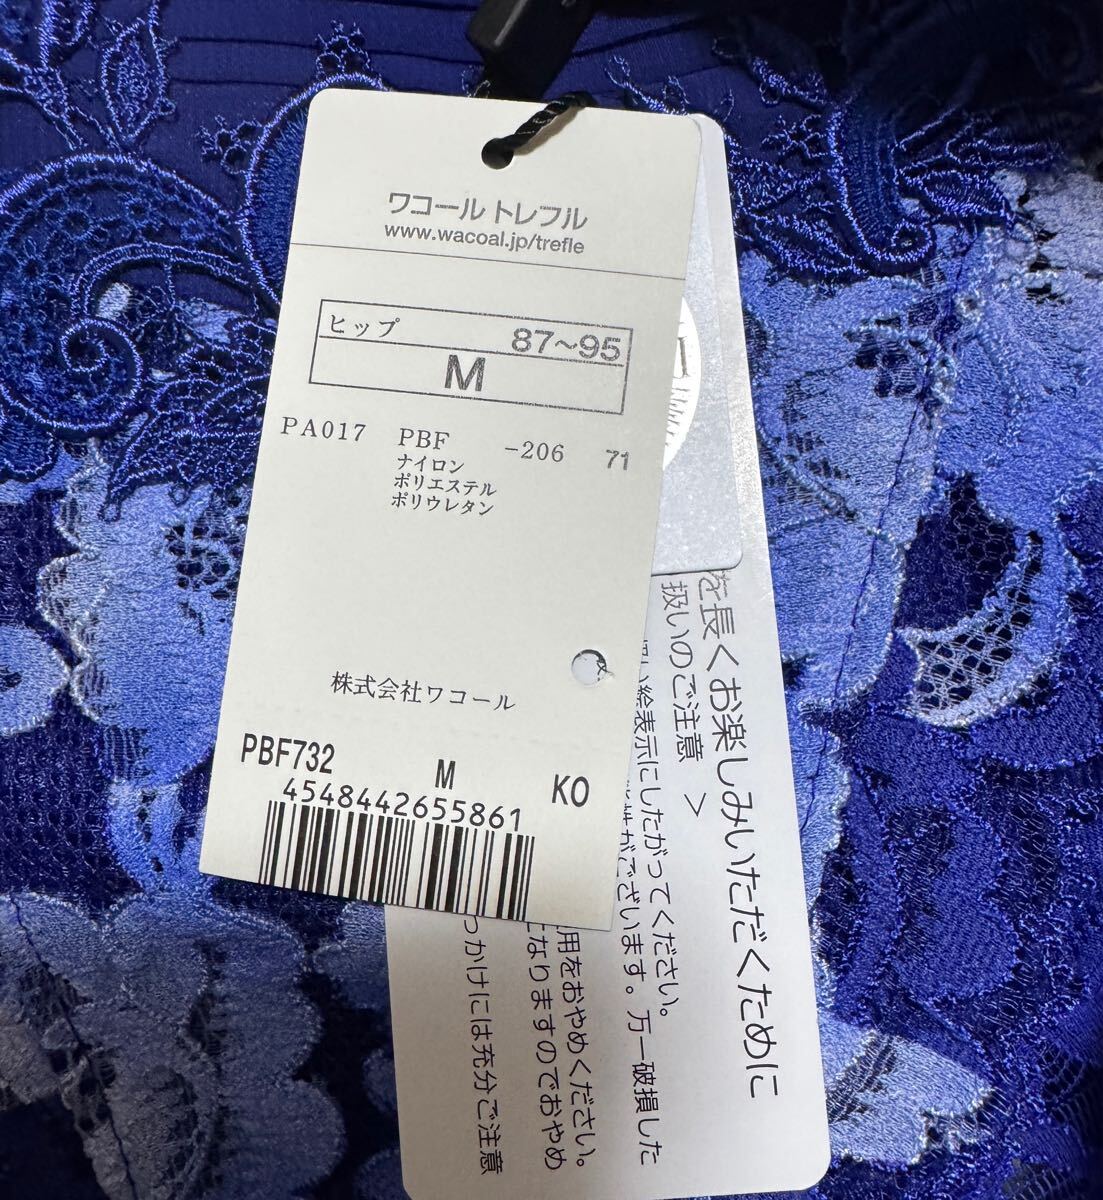 ワコール トレフル
www.wacoal.jp/trefle
ヒップ 87〜95
M
PA017 PBF -206 71
ナイロン
ポリエステル
ポリウレタン
株式会社ワコール
PBF732 M KO
4548442655861
を長くお楽しみいただくために
扱いのご注意 >
絵表示にしたがってください。
がございます。万一破損した
用をおやめください。
になりますのでおやめ
っかけには充分ご注意